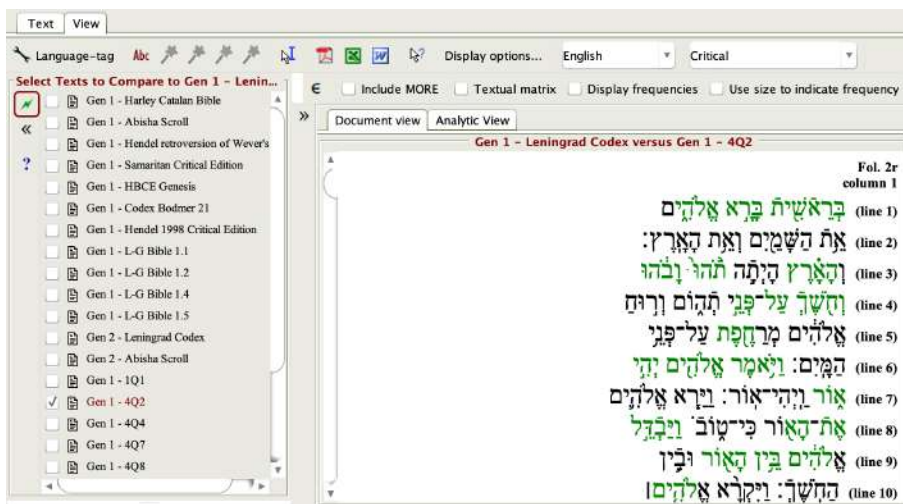 Text View
Language-tag Abc Display options... English Critical
Select Texts to Compare to Gen 1 - Lenin...
Є Include MORE Textual matrix Display frequencies Use size to indicate frequency
Gen 1 - Harley Catalan Bible
Gen 1 - Abisha Scroll
Gen 1 - Hendel retroversion of Wever's
Gen 1 - Samaritan Critical Edition
Gen 1 - HBCE Genesis
Gen 1 - Codex Bodmer 21
Gen 1 - Hendel 1998 Critical Edition
Gen 1 - L-G Bible 1.1
Gen 1 - L-G Bible 1.2
Gen 1 - L-G Bible 1.4
Gen 1 - L-G Bible 1.5
Gen 2 - Leningrad Codex
Gen 2 - Abisha Scroll
Gen 1 - 1Q1
Gen 1 - 4Q2
Gen 1 - 4Q4
Gen 1 - 4Q7
Gen 1 - 4Q8
Document view Analytic View
Gen 1 - Leningrad Codex versus Gen 1 - 4Q2
Fol. 2r
column 1
(line 1) בְּרֵאשִׁ֖ית בָּרָ֣א אֱלֹהִ֑ים
(line 2) אֵ֥ת הַשָּׁמַ֖יִם וְאֵ֥ת הָאָֽרֶץ׃
(line 3) וְהָאָ֗רֶץ הָיְתָ֥ה תֹ֙הוּ֙ וָבֹ֔הוּ
(line 4) וְחֹ֖שֶׁךְ עַל־פְּנֵ֣י תְה֑וֹם וְר֣וּחַ
(line 5) אֱלֹהִ֔ים מְרַחֶ֖פֶת עַל־פְּנֵ֥י
(line 6) הַמָּֽיִם׃ וַיֹּ֥אמֶר אֱלֹהִ֖ים יְהִ֣י
(line 7) א֑וֹר וַֽיְהִי־אֽוֹר׃ וַיַּ֧רְא אֱלֹהִ֛ים
(line 8) אֶת־הָא֖וֹר כִּי־ט֑וֹב וַיַּבְדֵּ֣ל
(line 9) אֱלֹהִ֔ים בֵּ֥ין הָא֖וֹר וּבֵ֥ין
(line 10) הַחֹֽשֶׁךְ׃ וַיִּקְרָ֨א אֱלֹהִ֤ים׀